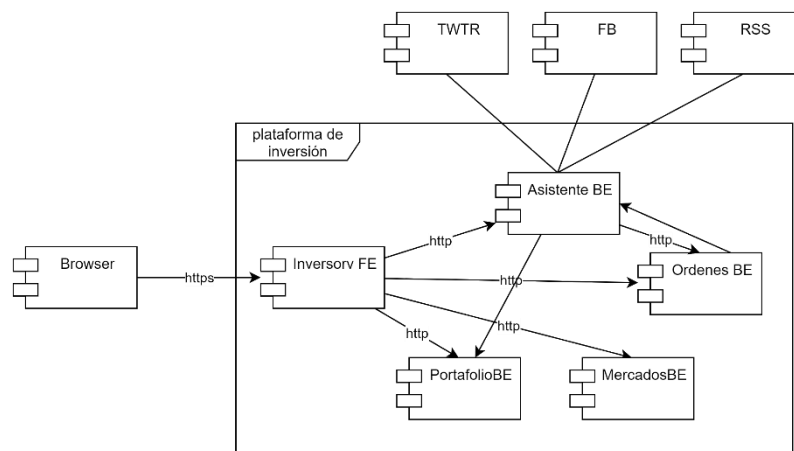 TWTR
FB
RSS
plataforma de
inversión
Asistente BE
http
http
Browser
https
Inversorv FE
http
Ordenes BE
http
http
PortafolioBE
MercadosBE